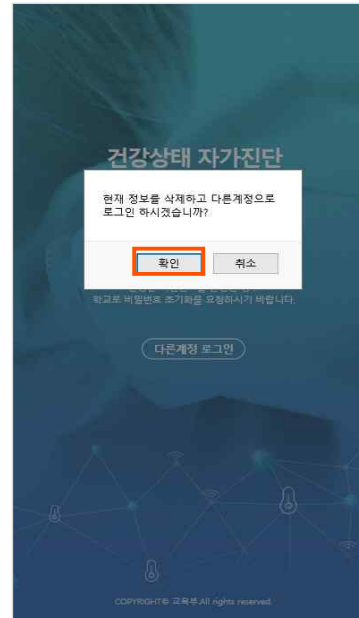 건강상태 자가진단
현재 정보를 삭제하고 다른계정으로
로그인 하시겠습니까?
확인
취소
학교로 비밀번호 초기화를 요청하시기 바랍니다.
다른계정 로그인
COPYRIGHT© 교육부.All rights reserved.